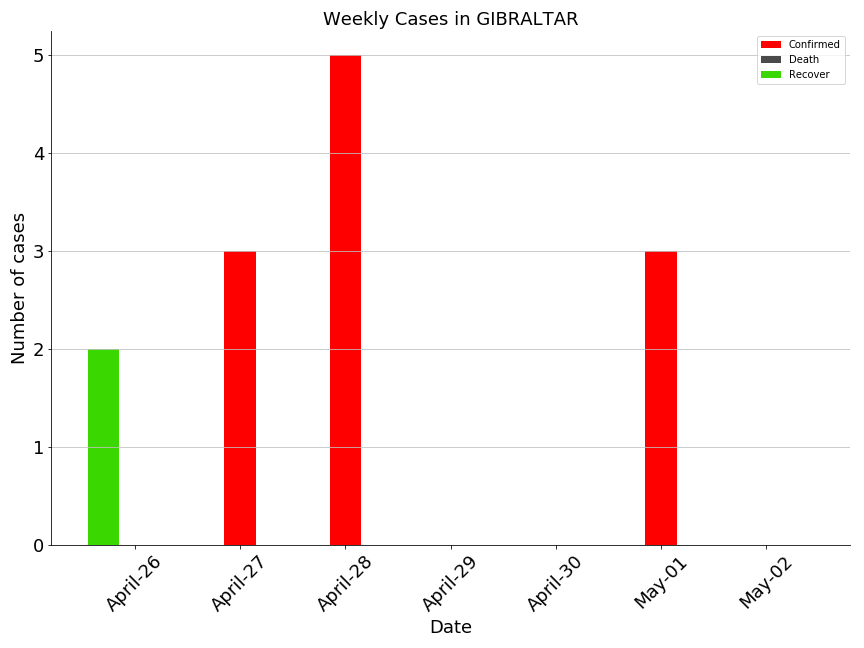 Weekly Cases in GIBRALTAR
Confirmed
Death
Recover
Number of cases
5
4
3
2
1
0
April-26
April-27
April-28
April-29
April-30
May-01
May-02
Date